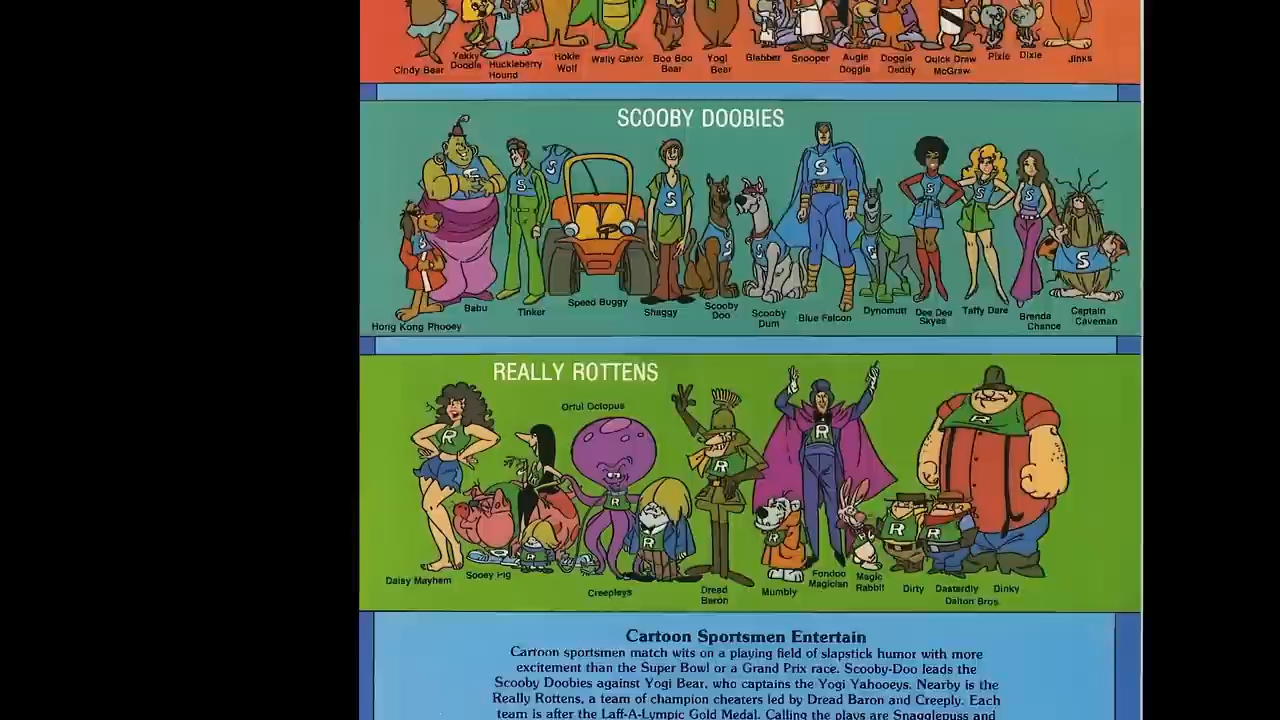 Cindy Bear
Yakky Doodle
Huckleberry Hound
Hokie Wolf
Wally Gator
Boo Boo Bear
Yogi Bear
Blabber
Snooper
Augie Doggie
Doggie Daddy
Quick Draw McGraw
Pixie
Dixie
Jinks
SCOOBY DOOBIES
S
S
S
S
S
S
S
S
S
S
S
Hong Kong Phooey
Babu
Tinker
Speed Buggy
Shaggy
Scooby Doo
Scooby Dum
Blue Falcon
Dynomutt
Dee Dee Skyes
Taffy Dare
Brenda Chance
Captain Caveman
REALLY ROTTENS
Orful Octopus
R
R
R
R
R
R
R
R
R
R
Daisy Mayhem
Sooey Pig
Creepleys
Dread Baron
Mumbly
Fondoo Magician
Magic Rabbit
Dirty
Dastardly
Dinky
Dalton Bros.
Cartoon Sportsmen Entertain
Cartoon sportsmen match wits on a playing field of slapstick humor with more
excitement than the Super Bowl or a Grand Prix race. Scooby-Doo leads the
Scooby Doobies against Yogi Bear, who captains the Yogi Yahooeys. Nearby is the
Really Rottens, a team of champion cheaters led by Dread Baron and Creeply. Each
team is after the Laff-A-Lympic Gold Medal. Calling the plays are Snagglepuss and